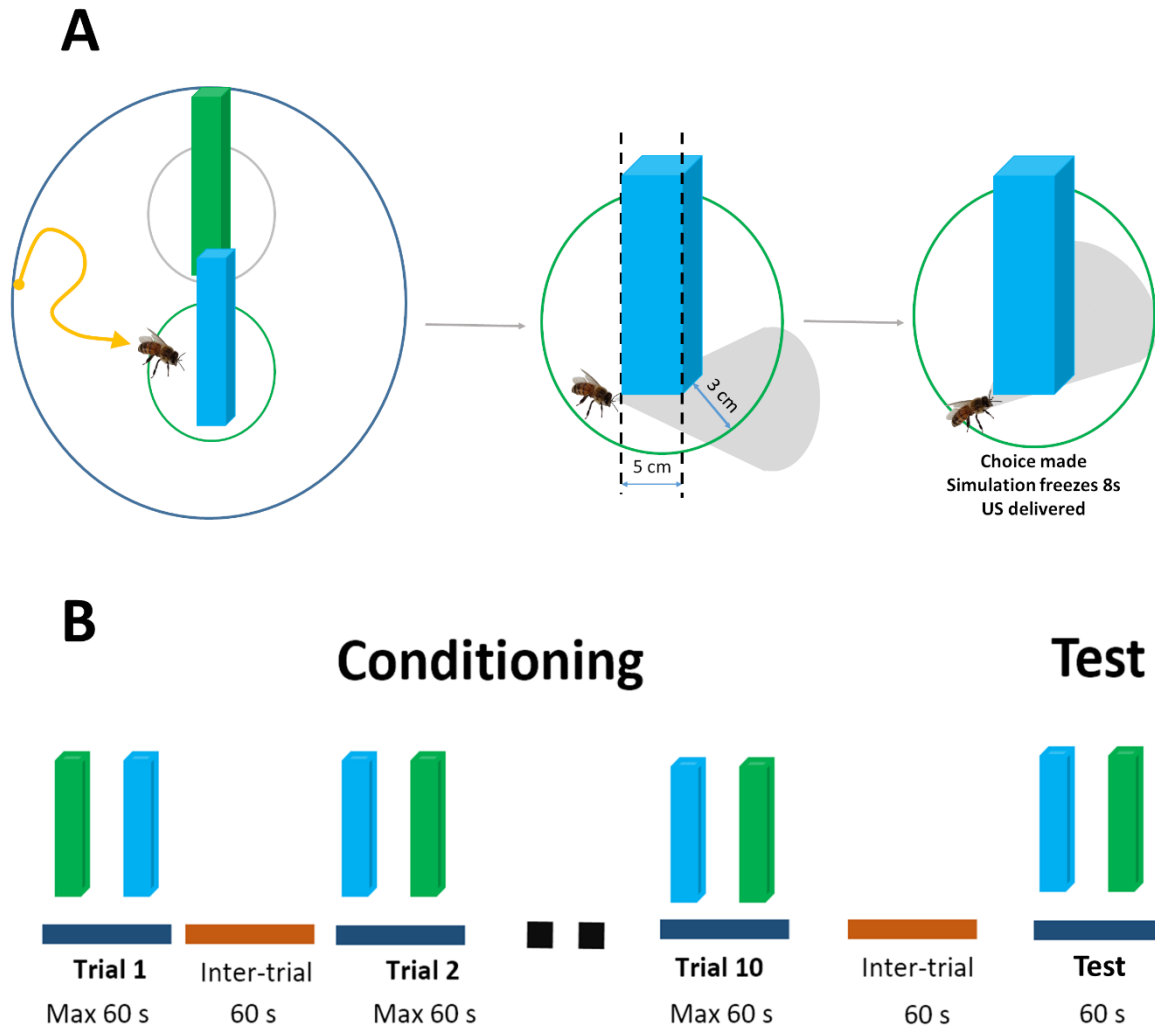 A
3 cm
5 cm
Choice made
Simulation freezes 8s
US delivered
B
Conditioning
Test
Trial 1
Inter-trial
Trial 2
Trial 10
Inter-trial
Test
Max 60 s
60 s
Max 60 s
Max 60 s
60 s
60 s